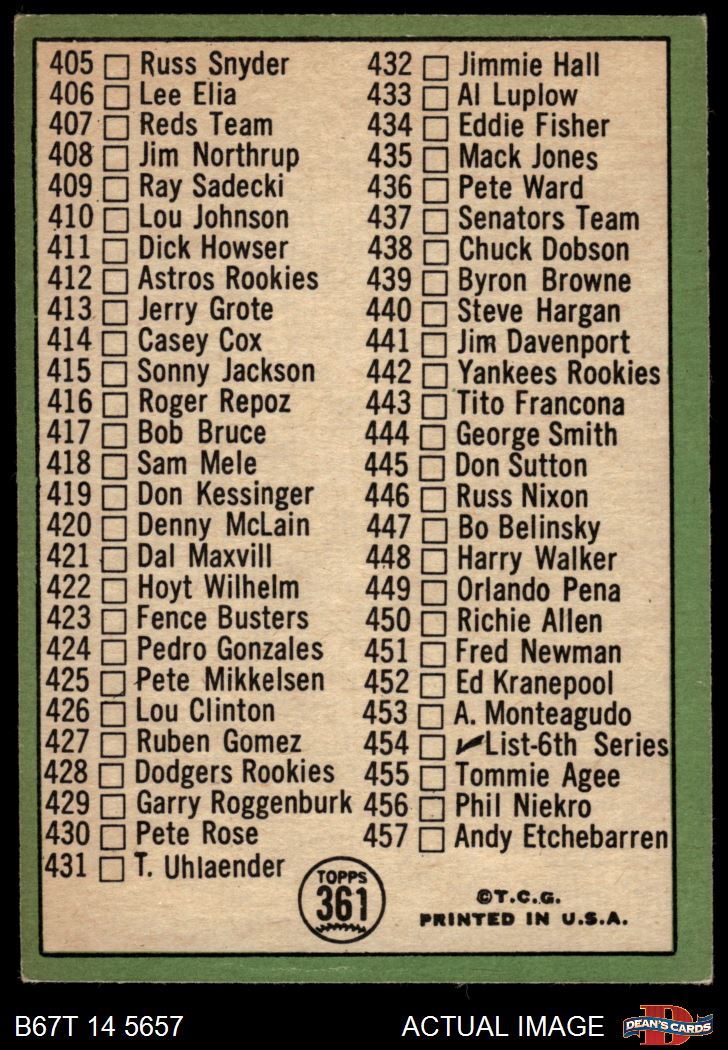 405 Russ Snyder
406 Lee Elia
407 Reds Team
408 Jim Northrup
409 Ray Sadecki
410 Lou Johnson
411 Dick Howser
412 Astros Rookies
413 Jerry Grote
414 Casey Cox
415 Sonny Jackson
416 Roger Repoz
417 Bob Bruce
418 Sam Mele
419 Don Kessinger
420 Denny McLain
421 Dal Maxvill
422 Hoyt Wilhelm
423 Fence Busters
424 Pedro Gonzales
425 Pete Mikkelsen
426 Lou Clinton
427 Ruben Gomez
428 Dodgers Rookies
429 Garry Roggenburk
430 Pete Rose
431 T. Uhlaender
432 Jimmie Hall
433 Al Luplow
434 Eddie Fisher
435 Mack Jones
436 Pete Ward
437 Senators Team
438 Chuck Dobson
439 Byron Browne
440 Steve Hargan
441 Jim Davenport
442 Yankees Rookies
443 Tito Francona
444 George Smith
445 Don Sutton
446 Russ Nixon
447 Bo Belinsky
448 Harry Walker
449 Orlando Pena
450 Richie Allen
451 Fred Newman
452 Ed Kranepool
453 A. Monteagudo
454 ✓List-6th Series
455 Tommie Agee
456 Phil Niekro
457 Andy Etchebarren
TOPPS
361
©T.C.G.
PRINTED IN U.S.A.
B67T 14 5657
ACTUAL IMAGE
D
DEAN'S CARDS